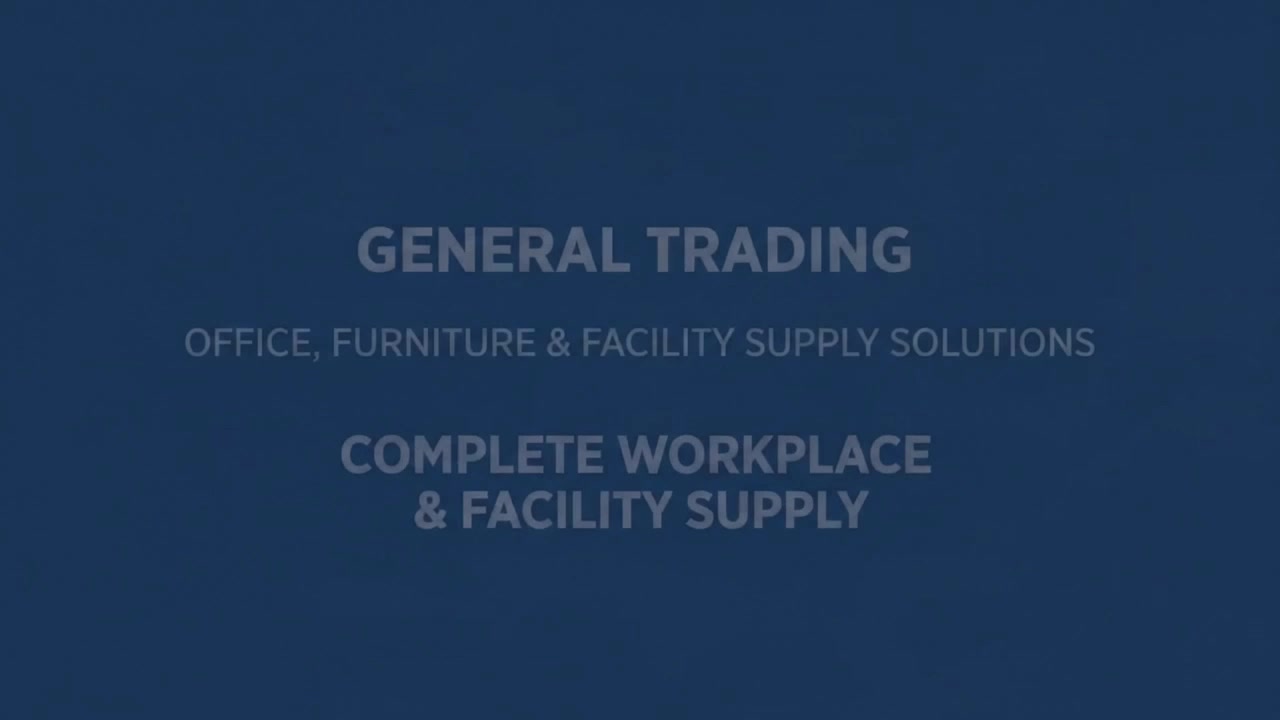 GENERAL TRADING
OFFICE, FURNITURE & FACILITY SUPPLY SOLUTIONS
COMPLETE WORKPLACE
& FACILITY SUPPLY